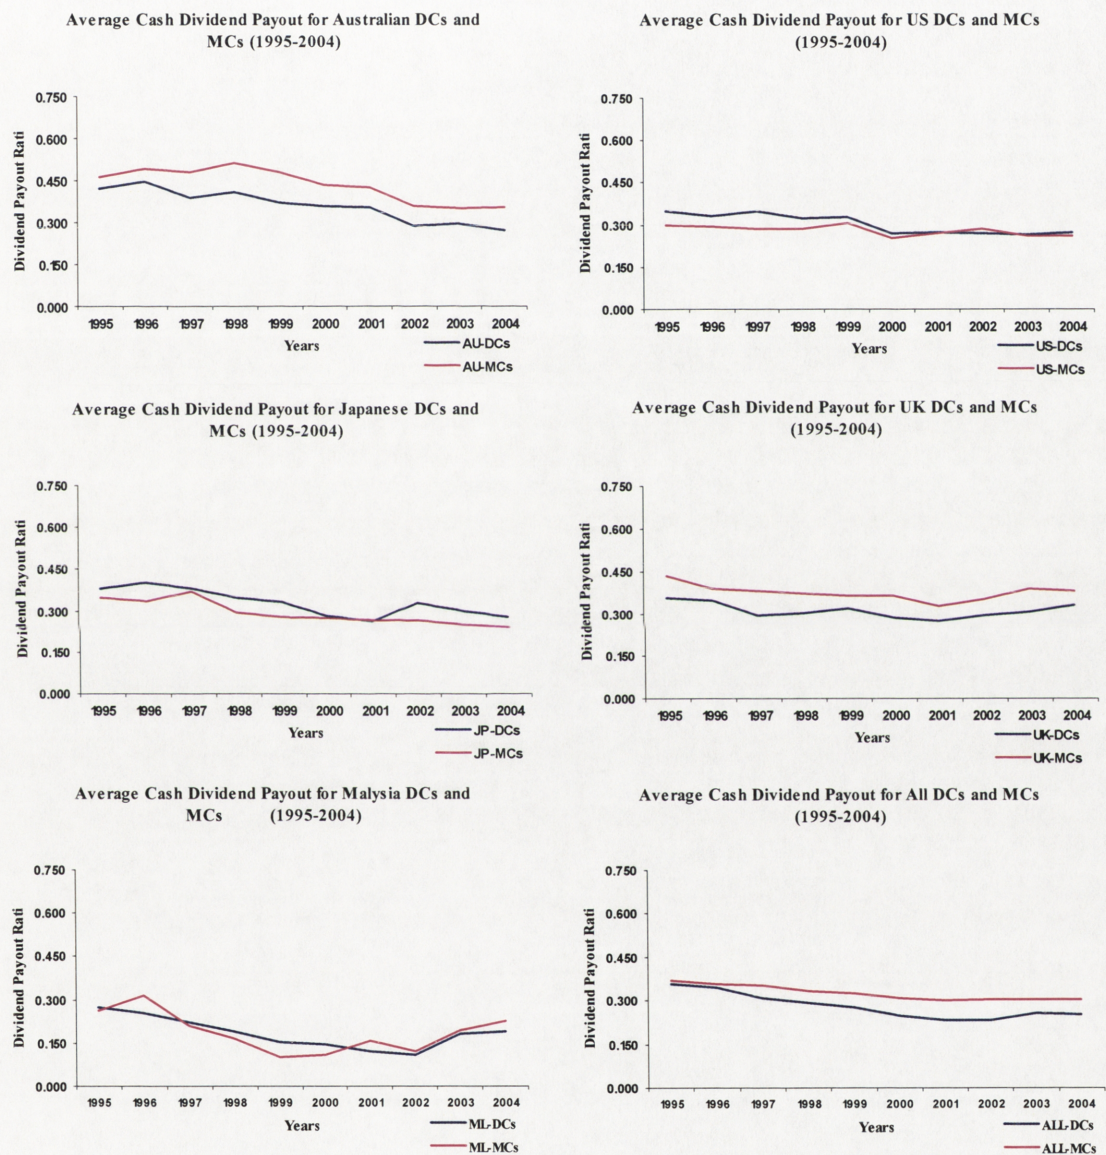 Average Cash Dividend Payout for Australian DCs and
MCs (1995-2004)
Dividend Payout Rati
0.750
0.600
0.450
0.300
0.150
0.000
1995 1996 1997 1998 1999 2000 2001 2002 2003 2004
Years
AU-DCs
AU-MCs
Average Cash Dividend Payout for US DCs and MCs
(1995-2004)
Dividend Payout Rati
0.750
0.600
0.450
0.300
0.150
0.000
1995 1996 1997 1998 1999 2000 2001 2002 2003 2004
Years
US-DCs
US-MCs
Average Cash Dividend Payout for Japanese DCs and
MCs (1995-2004)
Dividend Payout Rati
0.750
0.600
0.450
0.300
0.150
0.000
1995 1996 1997 1998 1999 2000 2001 2002 2003 2004
Years
JP-DCs
JP-MCs
Average Cash Dividend Payout for UK DCs and MCs
(1995-2004)
Dividend Payout Rati
0.750
0.600
0.450
0.300
0.150
0.000
1995 1996 1997 1998 1999 2000 2001 2002 2003 2004
Years
UK-DCs
UK-MCs
Average Cash Dividend Payout for Malysia DCs and
MCs (1995-2004)
Dividend Payout Rati
0.750
0.600
0.450
0.300
0.150
0.000
1995 1996 1997 1998 1999 2000 2001 2002 2003 2004
Years
ML-DCs
ML-MCs
Average Cash Dividend Payout for All DCs and MCs
(1995-2004)
Dividend Payout Rati
0.750
0.600
0.450
0.300
0.150
0.000
1995 1996 1997 1998 1999 2000 2001 2002 2003 2004
Years
ALL-DCs
ALL-MCs